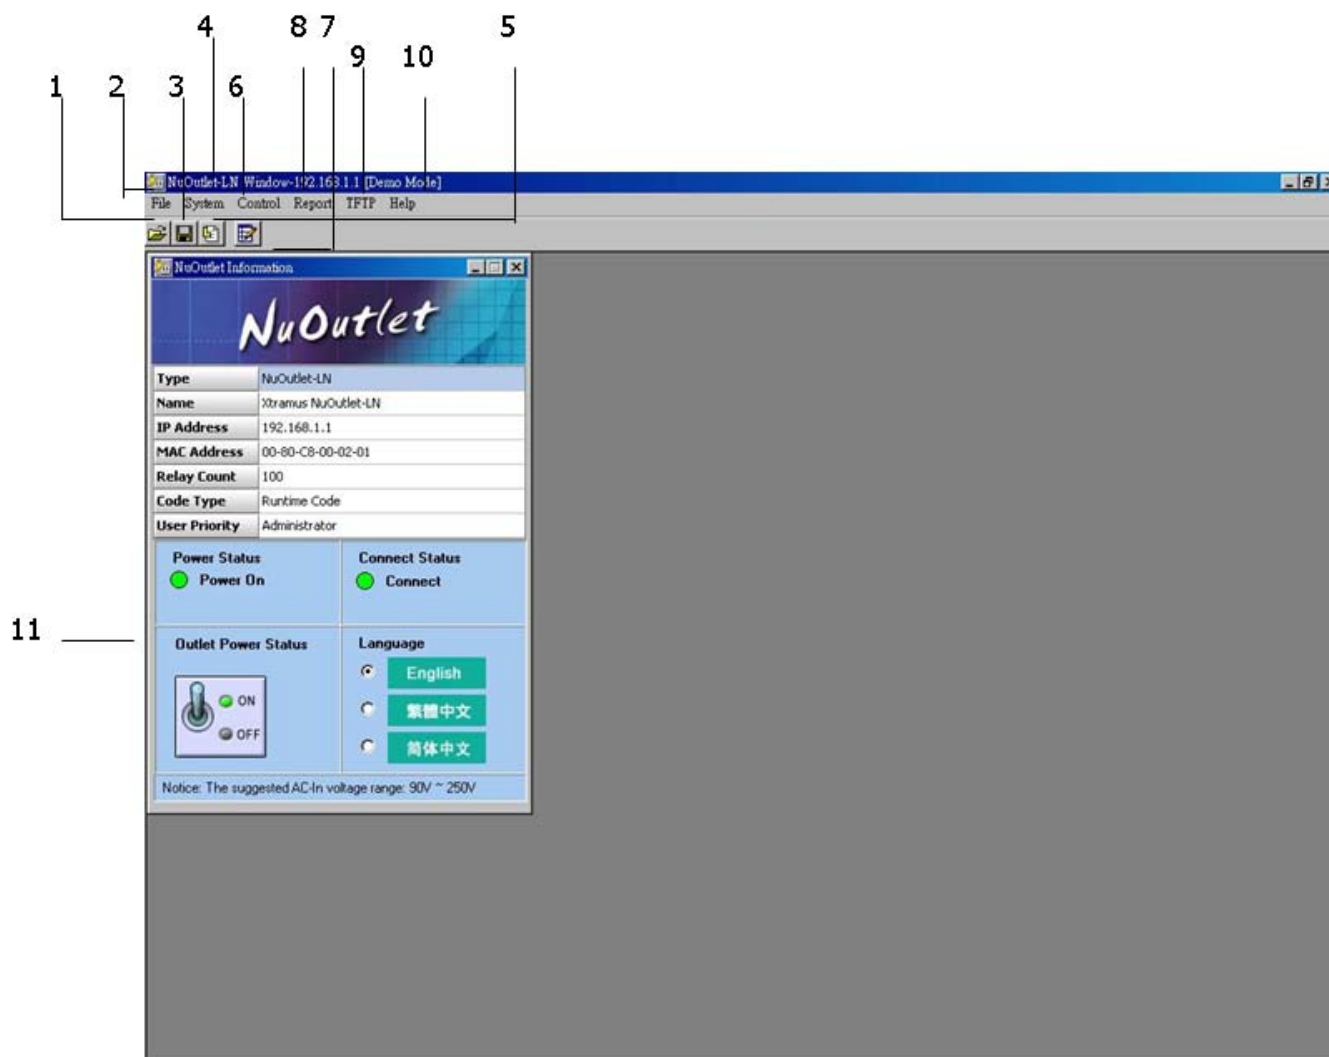 4 8 7 5
9 10
1 2 3 6
NuOutlet-LN Window-192.168.1.1 [Demo Mode]
File System Control Report TFTP Help
NuOutlet Information
NuOutlet
Type NuOutlet-LN
Name Xtramus NuOutlet-LN
IP Address 192.168.1.1
MAC Address 00-80-C8-00-02-01
Relay Count 100
Code Type Runtime Code
User Priority Administrator
Power Status
Power On
Connect Status
Connect
11
Outlet Power Status
ON
OFF
Language
English
繁體中文
简体中文
Notice: The suggested AC-In voltage range: 90V ~ 250V